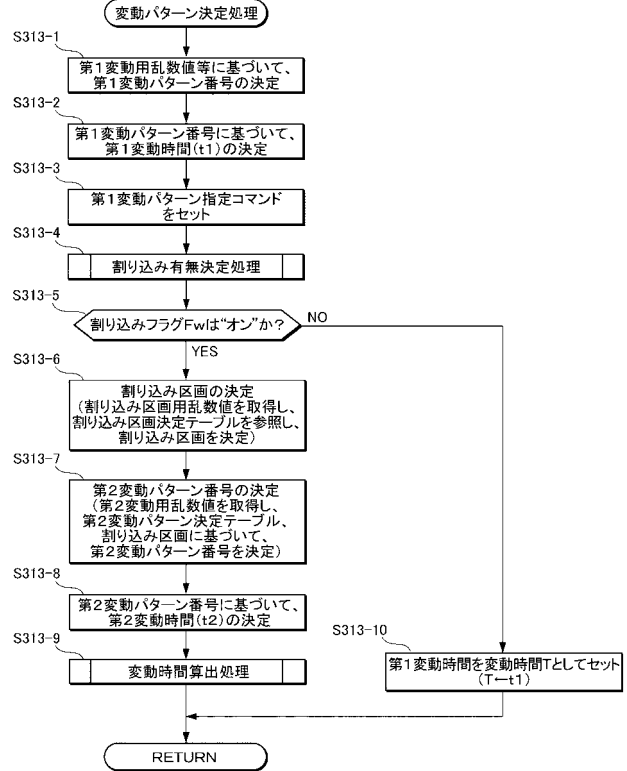 変動パターン決定処理
S313-1
第1変動用乱数値等に基づいて、
第1変動パターン番号の決定
S313-2
第1変動パターン番号に基づいて、
第1変動時間(t1)の決定
S313-3
第1変動パターン指定コマンド
をセット
S313-4
割り込み有無決定処理
S313-5
割り込みフラグFwは“オン”か？
NO
YES
S313-6
割り込み区画の決定
(割り込み区画用乱数値を取得し、
割り込み区画決定テーブルを参照し、
割り込み区画を決定)
S313-7
第2変動パターン番号の決定
(第2変動用乱数値を取得し、
第2変動パターン決定テーブル、
割り込み区画に基づいて、
第2変動パターン番号を決定)
S313-8
第2変動パターン番号に基づいて、
第2変動時間(t2)の決定
S313-9
変動時間算出処理
S313-10
第1変動時間を変動時間Tとしてセット
(T←t1)
RETURN